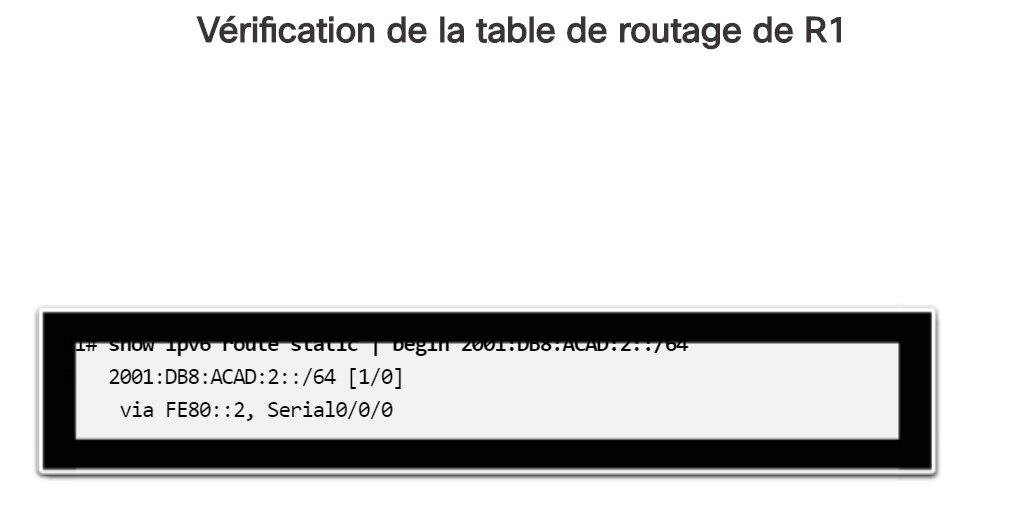 Vérification de la table de routage de R1
1# show ipv6 route static | begin 2001:DB8:ACAD:2::/64
2001:DB8:ACAD:2::/64 [1/0]
via FE80::2, Serial0/0/0